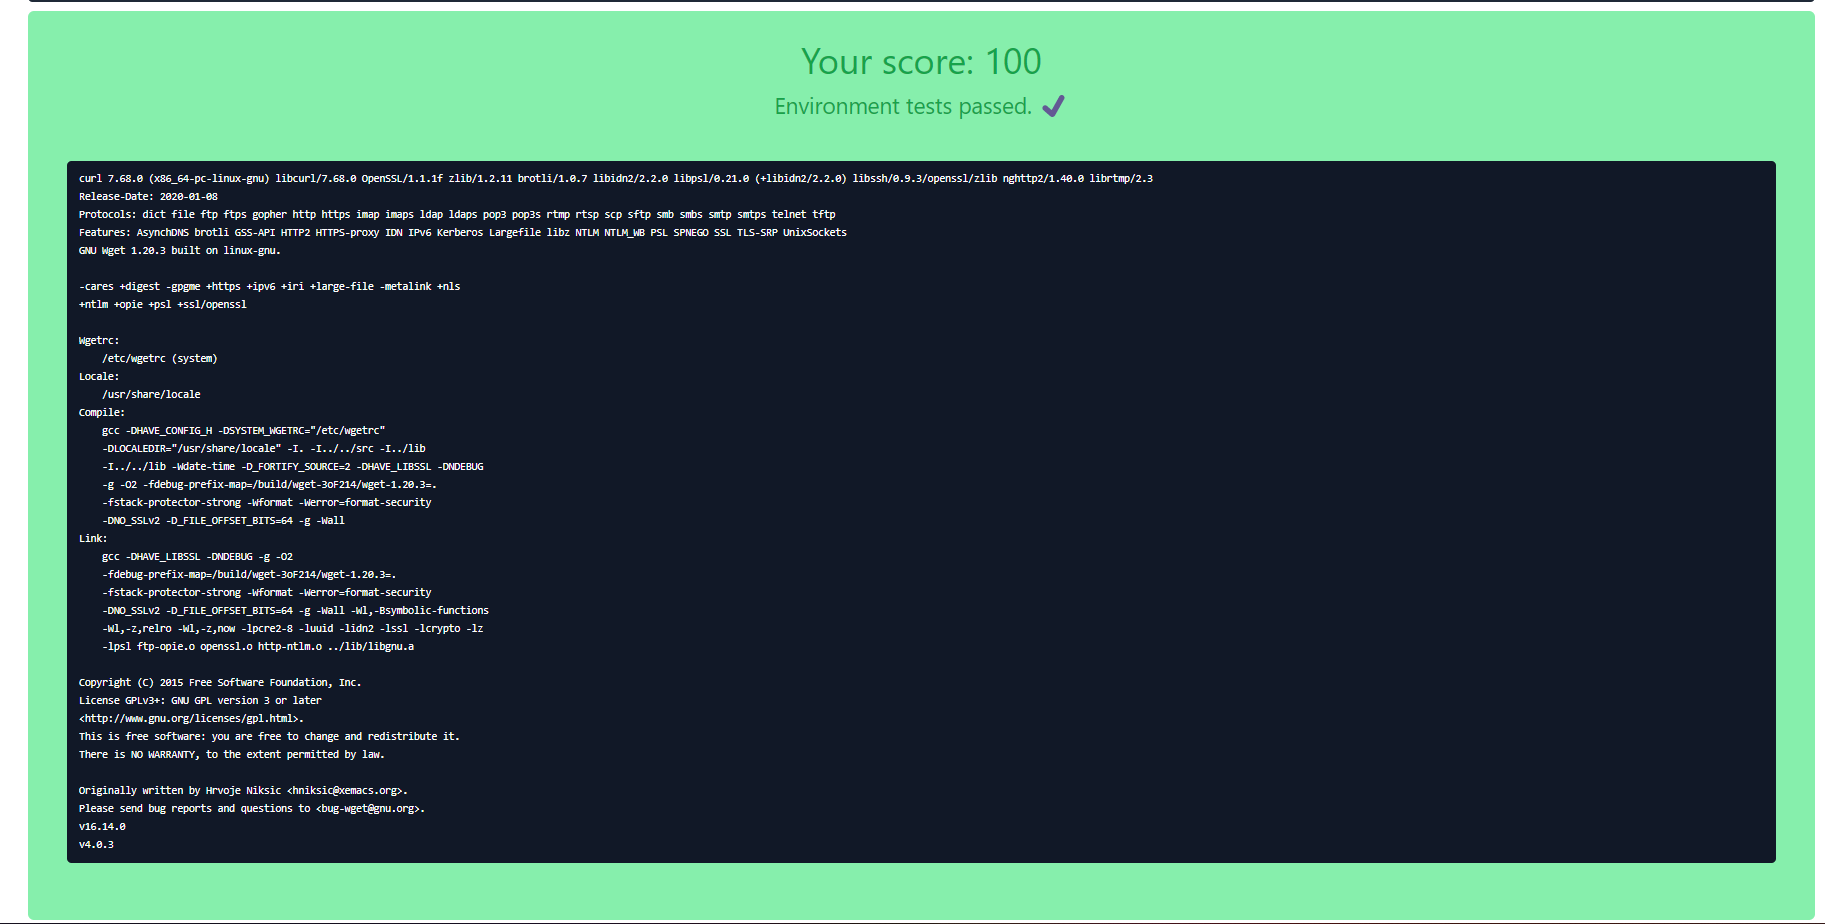 Your score: 100
Environment tests passed.
curl 7.68.0 (x86_64-pc-linux-gnu) libcurl/7.68.0 OpenSSL/1.1.1f zlib/1.2.11 brotli/1.0.7 libidn2/2.2.0 libpsl/0.21.0 (+libidn2/2.2.0) libssh/0.9.3/openssl/zlib nghttp2/1.40.0 librtmp/2.3
Release-Date: 2020-01-08
Protocols: dict file ftp ftps gopher http https imap imaps ldap ldaps pop3 pop3s rtmp rtsp scp sftp smb smbs smtp smtps telnet tftp
Features: AsynchDNS brotli GSS-API HTTP2 HTTPS-proxy IDN IPv6 Kerberos Largefile libz NTLM NTLM_WB PSL SPNEGO SSL TLS-SRP UnixSockets
GNU Wget 1.20.3 built on linux-gnu.
-cares +digest -gpgme +https +ipv6 +iri +large-file -metalink +nls
+ntlm +opie +psl +ssl/openssl
Wgetrc:
/etc/wgetrc (system)
Locale:
/usr/share/locale
Compile:
gcc -DHAVE_CONFIG_H -DSYSTEM_WGETRC="/etc/wgetrc"
-DLOCALEDIR="/usr/share/locale" -I. -I../../src -I../lib
-I../../lib -Wdate-time -D_FORTIFY_SOURCE=2 -DHAVE_LIBSSL -DNDEBUG
-g -O2 -fdebug-prefix-map=/build/wget-3oF214/wget-1.20.3=.
-fstack-protector-strong -Wformat -Werror=format-security
-DNO_SSLv2 -D_FILE_OFFSET_BITS=64 -g -Wall
Link:
gcc -DHAVE_LIBSSL -DNDEBUG -g -O2
-fdebug-prefix-map=/build/wget-3oF214/wget-1.20.3=.
-fstack-protector-strong -Wformat -Werror=format-security
-DNO_SSLv2 -D_FILE_OFFSET_BITS=64 -g -Wall -Wl,-Bsymbolic-functions
-Wl,-z,relro -Wl,-z,now -lpcre2-8 -luuid -lidn2 -lssl -lcrypto -lz
-lpsl ftp-opie.o openssl.o http-ntlm.o ../lib/libgnu.a
Copyright (C) 2015 Free Software Foundation, Inc.
License GPLv3+: GNU GPL version 3 or later
<http://www.gnu.org/licenses/gpl.html>.
This is free software: you are free to change and redistribute it.
There is NO WARRANTY, to the extent permitted by law.
Originally written by Hrvoje Niksic <hniksic@xemacs.org>.
Please send bug reports and questions to <bug-wget@gnu.org>.
v16.14.0
v4.0.3